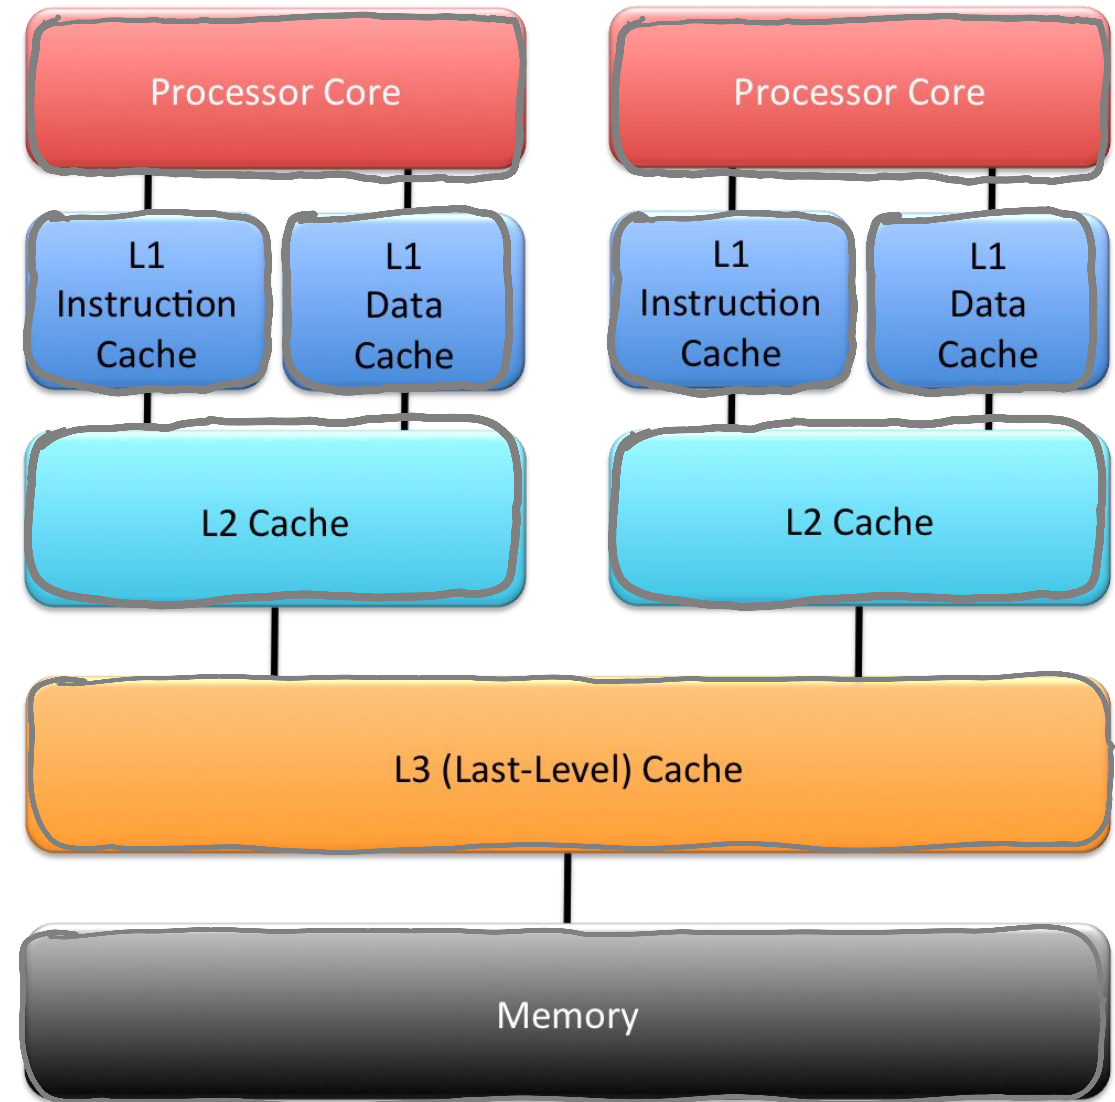 Processor Core
Processor Core
L1
Instruction
Cache
L1
Data
Cache
L1
Instruction
Cache
L1
Data
Cache
L2 Cache
L2 Cache
L3 (Last-Level) Cache
Memory